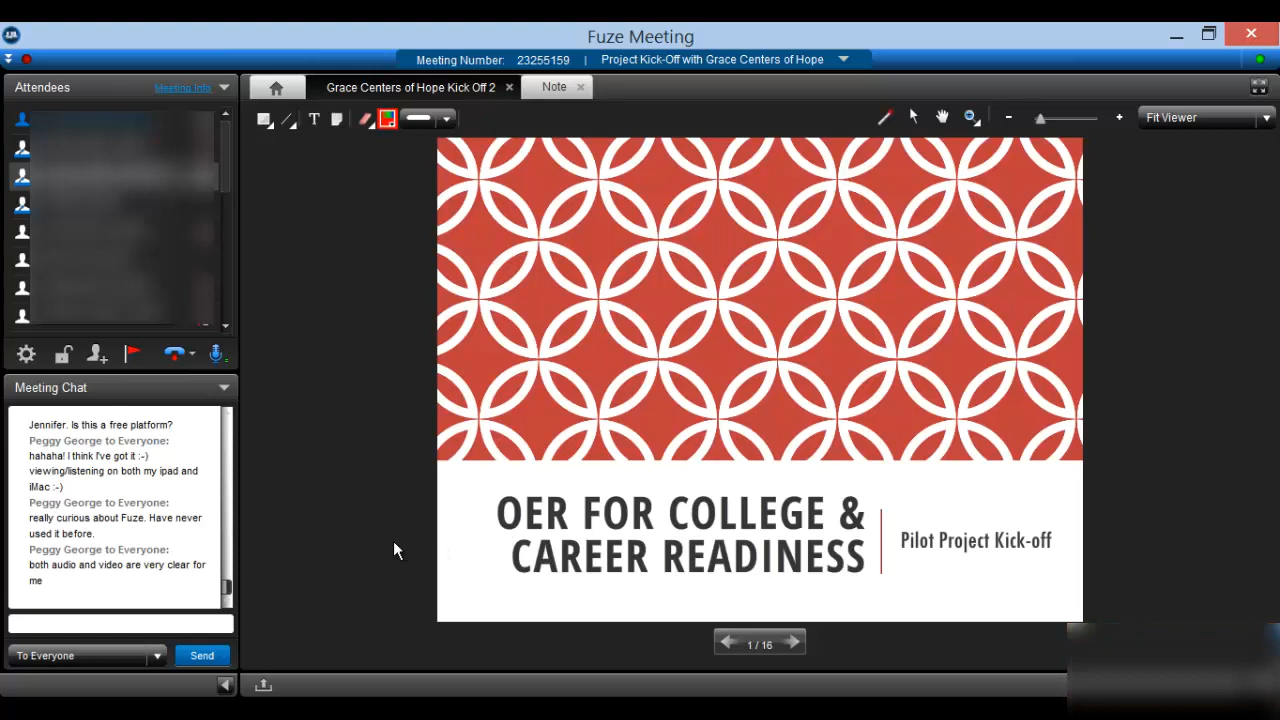 Fuze Meeting
Meeting Number: 23255159 | Project Kick-Off with Grace Centers of Hope
Attendees
Meeting Info
Grace Centers of Hope Kick Off 2
Note
T
Fit Viewer
Meeting Chat
Jennifer. Is this a free platform?
Peggy George to Everyone:
hahaha! I think I've got it :-)
viewing/listening on both my ipad and
iMac :-)
Peggy George to Everyone:
really curious about Fuze. Have never
used it before.
Peggy George to Everyone:
both audio and video are very clear for
me
To Everyone
Send
OER FOR COLLEGE &
CAREER READINESS
Pilot Project Kick-off
1 / 16